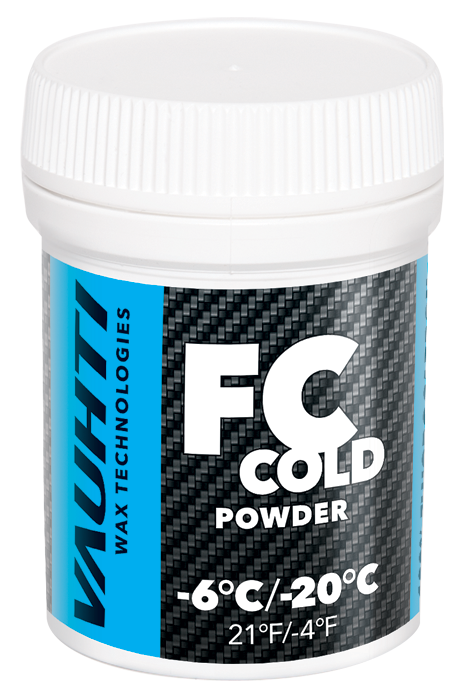 VAUHTI
WAX TECHNOLOGIES
FC
COLD
POWDER
-6°C/-20°C
21°F/-4°F